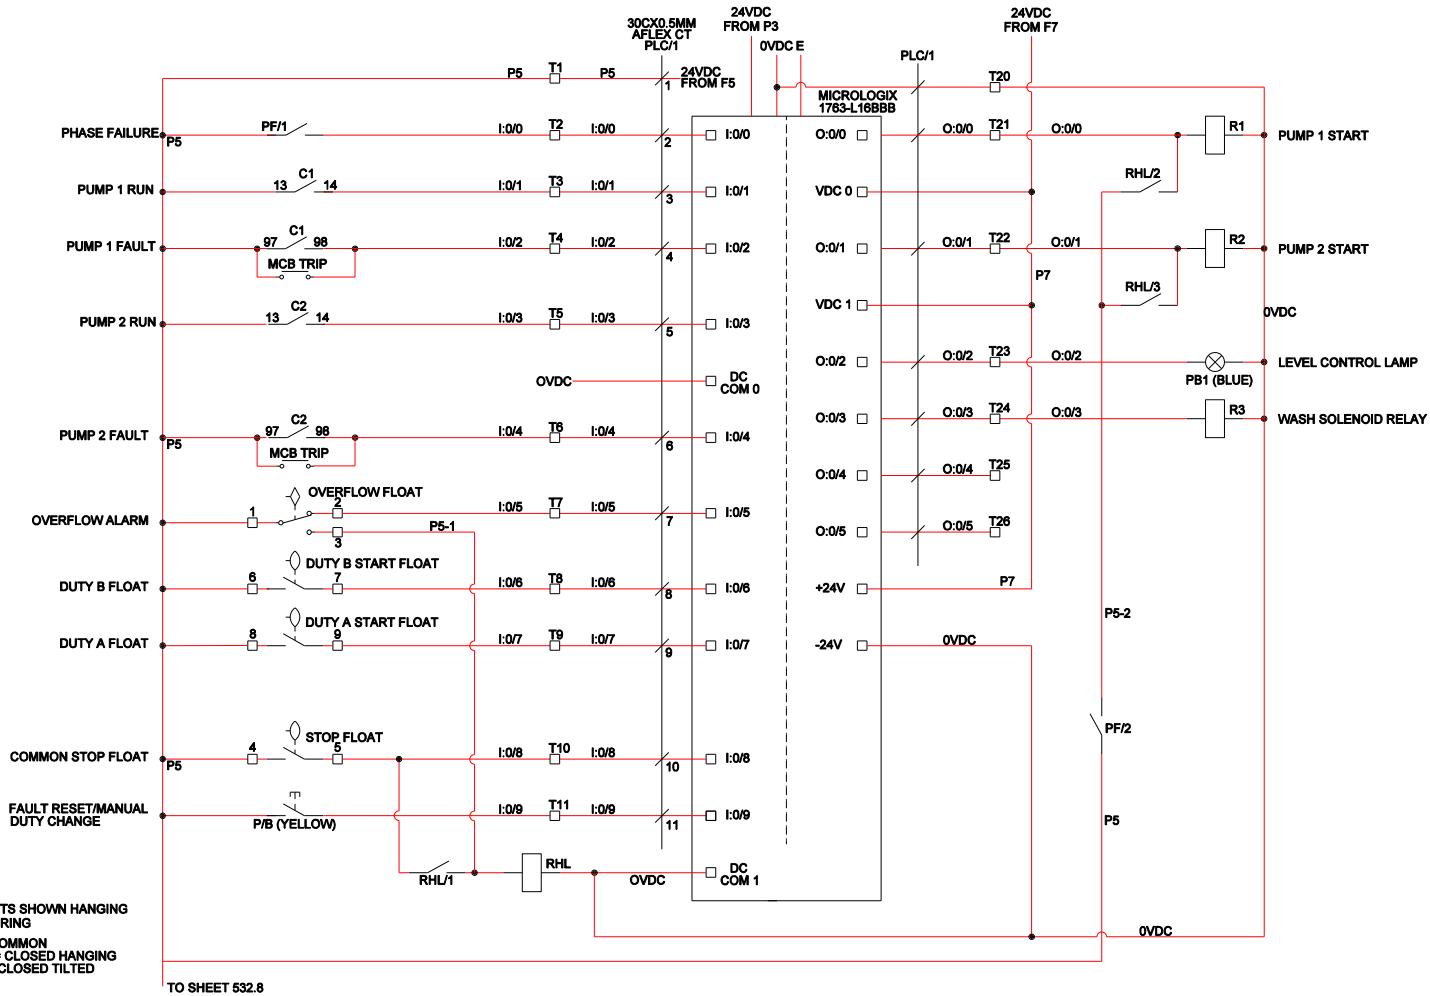 30CX0.5MM
AFLEX CT
PLC/1
24VDC
FROM P3
0VDC E
24VDC
FROM F7
PLC/1
P5 T1 P5
1
24VDC
FROM F5
T20
MICROLOGIX
1763-L16BBB
PHASE FAILURE
P5
PF/1
I:0/0 T2 I:0/0
2
I:0/0
O:0/0
O:0/0 T21 O:0/0
R1
PUMP 1 START
PUMP 1 RUN
13 C1 14
I:0/1 T3 I:0/1
3
I:0/1
VDC 0
RHL/2
PUMP 1 FAULT
97 C1 98
MCB TRIP
I:0/2 T4 I:0/2
4
I:0/2
O:0/1
O:0/1 T22 O:0/1
R2
PUMP 2 START
P7
RHL/3
VDC 1
0VDC
PUMP 2 RUN
13 C2 14
I:0/3 T5 I:0/3
5
I:0/3
O:0/2
O:0/2 T23 O:0/2
PB1 (BLUE)
LEVEL CONTROL LAMP
OVDC
DC
COM 0
O:0/3
O:0/3 T24 O:0/3
R3
WASH SOLENOID RELAY
PUMP 2 FAULT
P5
97 C2 98
MCB TRIP
I:0/4 T6 I:0/4
6
I:0/4
O:0/4
O:0/4 T25
OVERFLOW ALARM
OVERFLOW FLOAT
1
2
3
P5-1
I:0/5 T7 I:0/5
7
I:0/5
O:0/5
O:0/5 T26
DUTY B FLOAT
DUTY B START FLOAT
6 7
I:0/6 T8 I:0/6
8
I:0/6
+24V
P7
P5-2
DUTY A FLOAT
DUTY A START FLOAT
8 9
I:0/7 T9 I:0/7
9
I:0/7
-24V
0VDC
PF/2
COMMON STOP FLOAT
P5
STOP FLOAT
4 5
I:0/8 T10 I:0/8
10
I:0/8
FAULT RESET/MANUAL
DUTY CHANGE
P/B (YELLOW)
I:0/9 T11 I:0/9
11
I:0/9
P5
RHL/1
RHL
OVDC
DC
COM 1
TS SHOWN HANGING
RING
OMMON
CLOSED HANGING
CLOSED TILTED
0VDC
TO SHEET 532.8